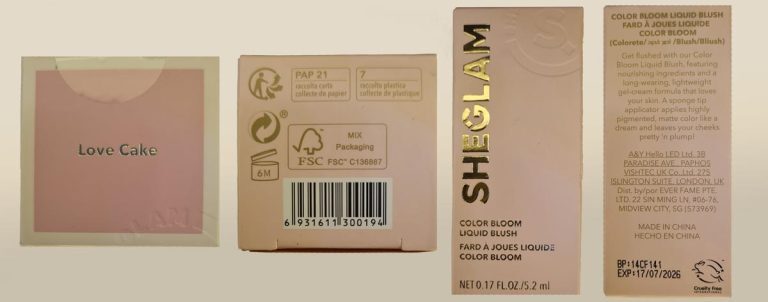 Love Cake
PAP 21
raccolta carta
collecte de papier
7
raccolta plastica
collecte de plastique
MIX
Packaging
FSC
FSC™ C136887
6M
6 931611 300194
SHEGLAM
COLOR BLOOM
LIQUID BLUSH
FARD À JOUES LIQUIDE
COLOR BLOOM
NET 0.17 FL.OZ/5.2 ml
COLOR BLOOM LIQUID BLUSH
FARD À JOUES LIQUIDE
COLOR BLOOM
(Colorete/ /Blush/Bliush)
Get flushed with our Color
Bloom Liquid Blush, featuring
nourishing ingredients and a
long-wearing, lightweight
gel-cream formula that loves
your skin. A sponge tip
applicator applies highly
pigmented, matte color like a
dream and leaves your cheeks
pretty 'n plump!
A&Y Hello LED Ltd. 3B
PARADISE AVE., PAPHOS
VISHTEC UK Co.,Ltd. 275
ISLINGTON SUITE, LONDON, UK
Dist. by/por EVER FAME PTE.
LTD. 22 SIN MING LN, #06-76,
MIDVIEW CITY, SG (573969)
MADE IN CHINA
HECHO EN CHINA
BP:14CF141
EXP:17/07/2026
Cruelty Free
INTERNATIONAL